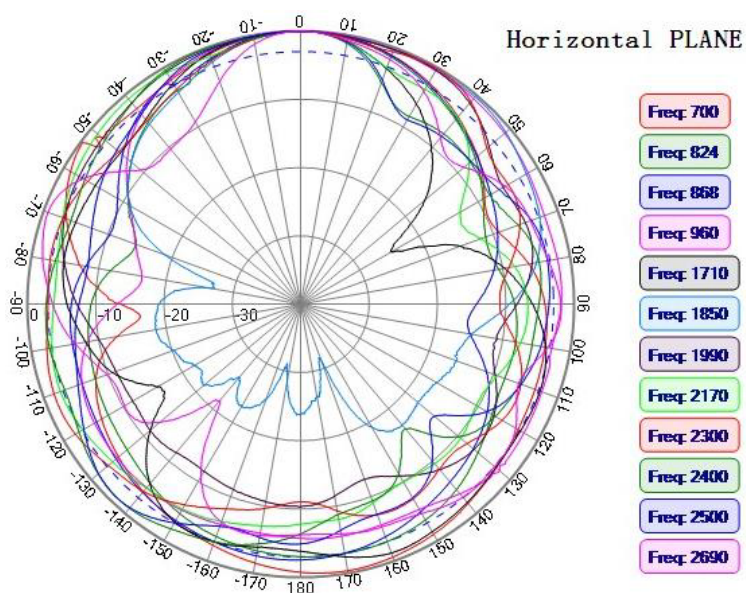 Horizontal PLANE
0
10
20
30
40
50
60
70
80
90
100
110
120
130
140
150
160
170
180
-170
-160
-150
-140
-130
-120
-110
-100
-90
-80
-70
-60
-50
-40
-30
-20
-10
0 -10 -20 -30
Freq: 700
Freq: 824
Freq: 868
Freq: 960
Freq: 1710
Freq: 1850
Freq: 1990
Freq: 2170
Freq: 2300
Freq: 2400
Freq: 2500
Freq: 2690